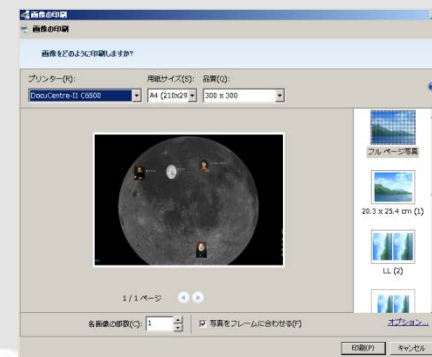 画像の印刷
画像の印刷
画像をどのように印刷しますか?
プリンター(R):
用紙サイズ(S):
品質(Q):
DocuCentre-II C6500
A4 (210x29
300 x 300
フル ページ写真
20.3 x 25.4 cm (1)
LL (2)
1 / 1 ページ
各画像の部数(C):
1
写真をフレームに合わせる(F)
オプション...
印刷(P)
キャンセル